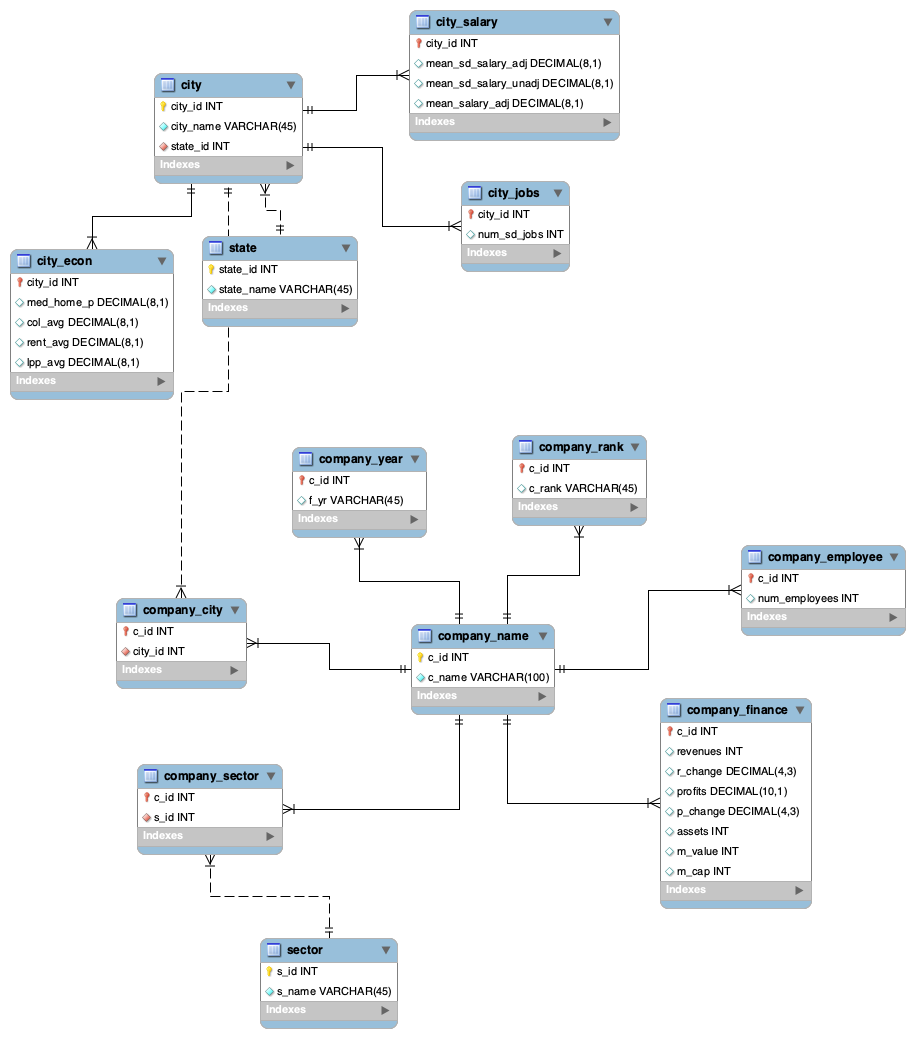 city_salary
city_id INT
mean_sd_salary_adj DECIMAL(8,1)
mean_sd_salary_unadj DECIMAL(8,1)
mean_salary_adj DECIMAL(8,1)
Indexes
city
city_id INT
city_name VARCHAR(45)
state_id INT
Indexes
city_jobs
city_id INT
num_sd_jobs INT
Indexes
state
state_id INT
state_name VARCHAR(45)
Indexes
city_econ
city_id INT
med_home_p DECIMAL(8,1)
col_avg DECIMAL(8,1)
rent_avg DECIMAL(8,1)
lpp_avg DECIMAL(8,1)
Indexes
company_year
c_id INT
f_yr VARCHAR(45)
Indexes
company_rank
c_id INT
c_rank VARCHAR(45)
Indexes
company_employee
c_id INT
num_employees INT
Indexes
company_city
c_id INT
city_id INT
Indexes
company_name
c_id INT
c_name VARCHAR(100)
Indexes
company_finance
c_id INT
revenues INT
r_change DECIMAL(4,3)
profits DECIMAL(10,1)
p_change DECIMAL(4,3)
assets INT
m_value INT
m_cap INT
Indexes
company_sector
c_id INT
s_id INT
Indexes
sector
s_id INT
s_name VARCHAR(45)
Indexes